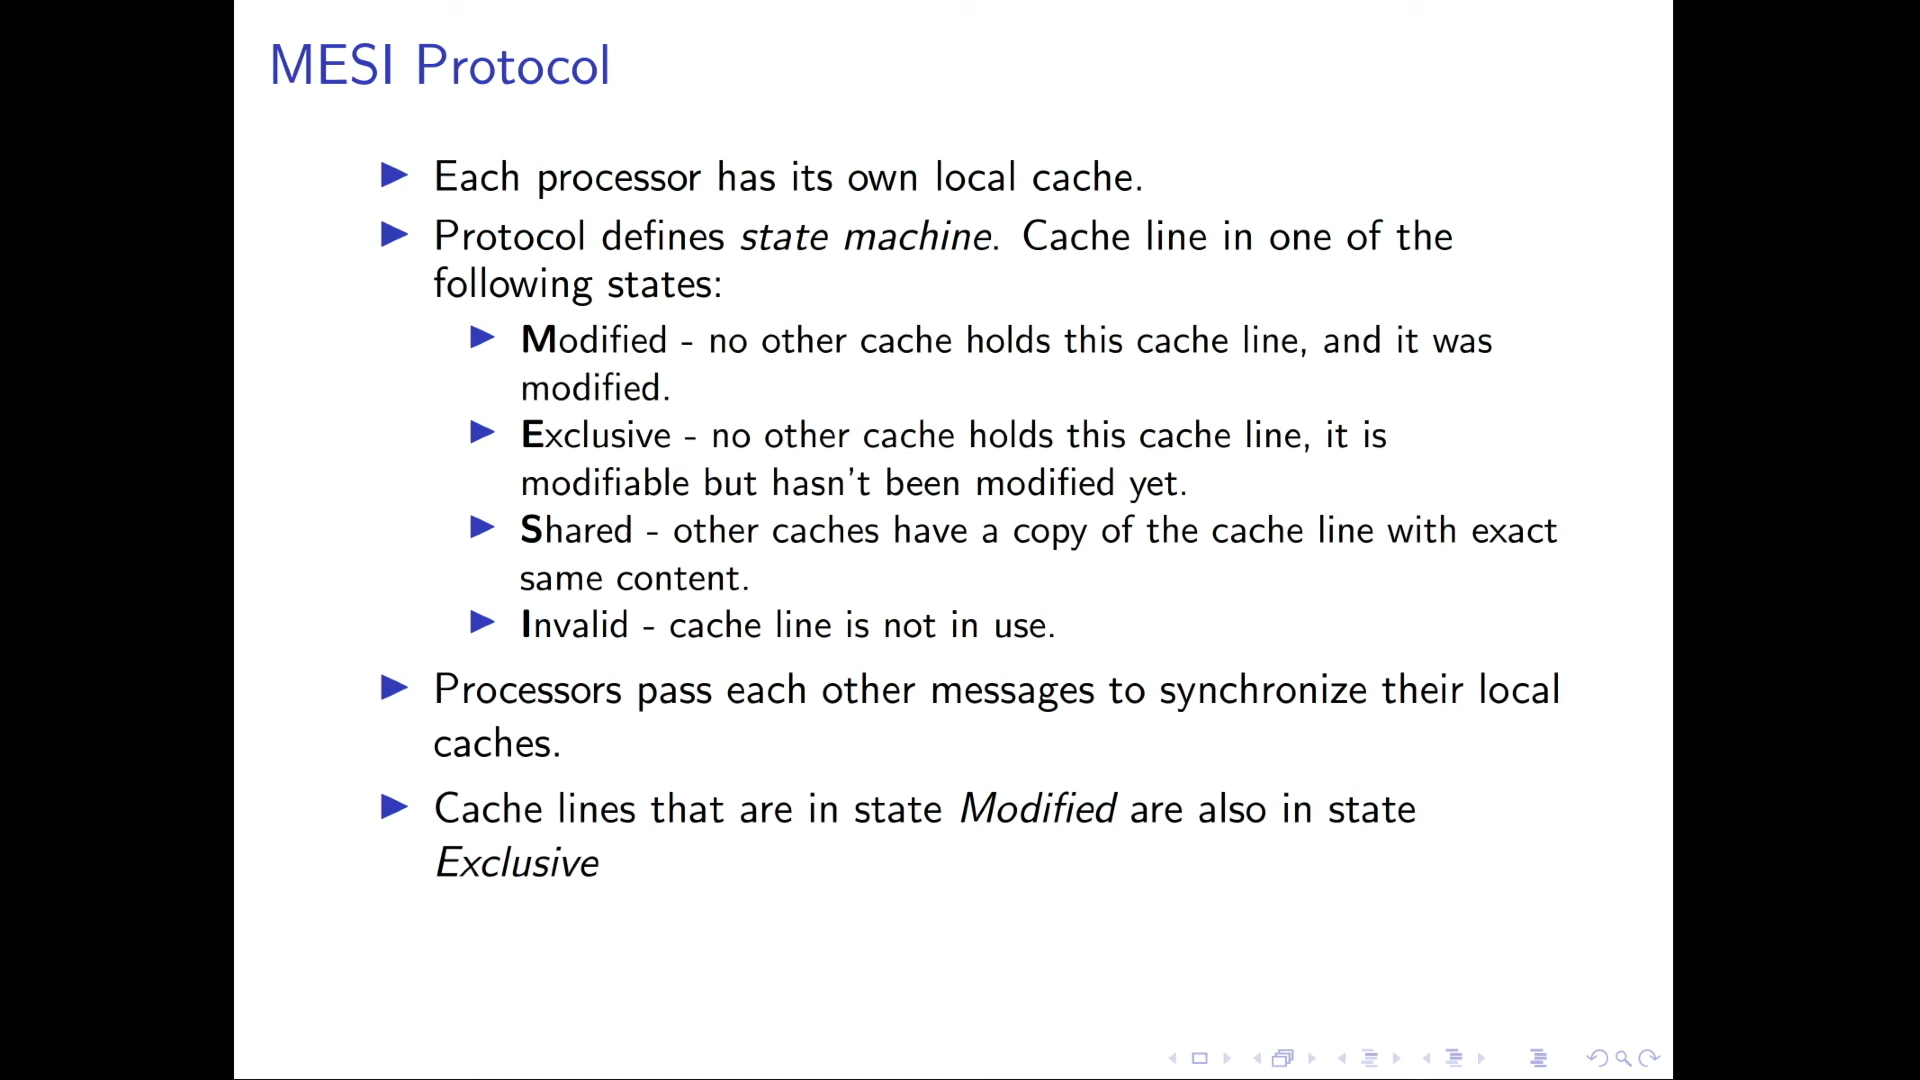 MESI Protocol
Each processor has its own local cache.
Protocol defines state machine. Cache line in one of the
following states:
Modified - no other cache holds this cache line, and it was
modified.
Exclusive - no other cache holds this cache line, it is
modifiable but hasn't been modified yet.
Shared - other caches have a copy of the cache line with exact
same content.
Invalid - cache line is not in use.
Processors pass each other messages to synchronize their local
caches.
Cache lines that are in state Modified are also in state
Exclusive